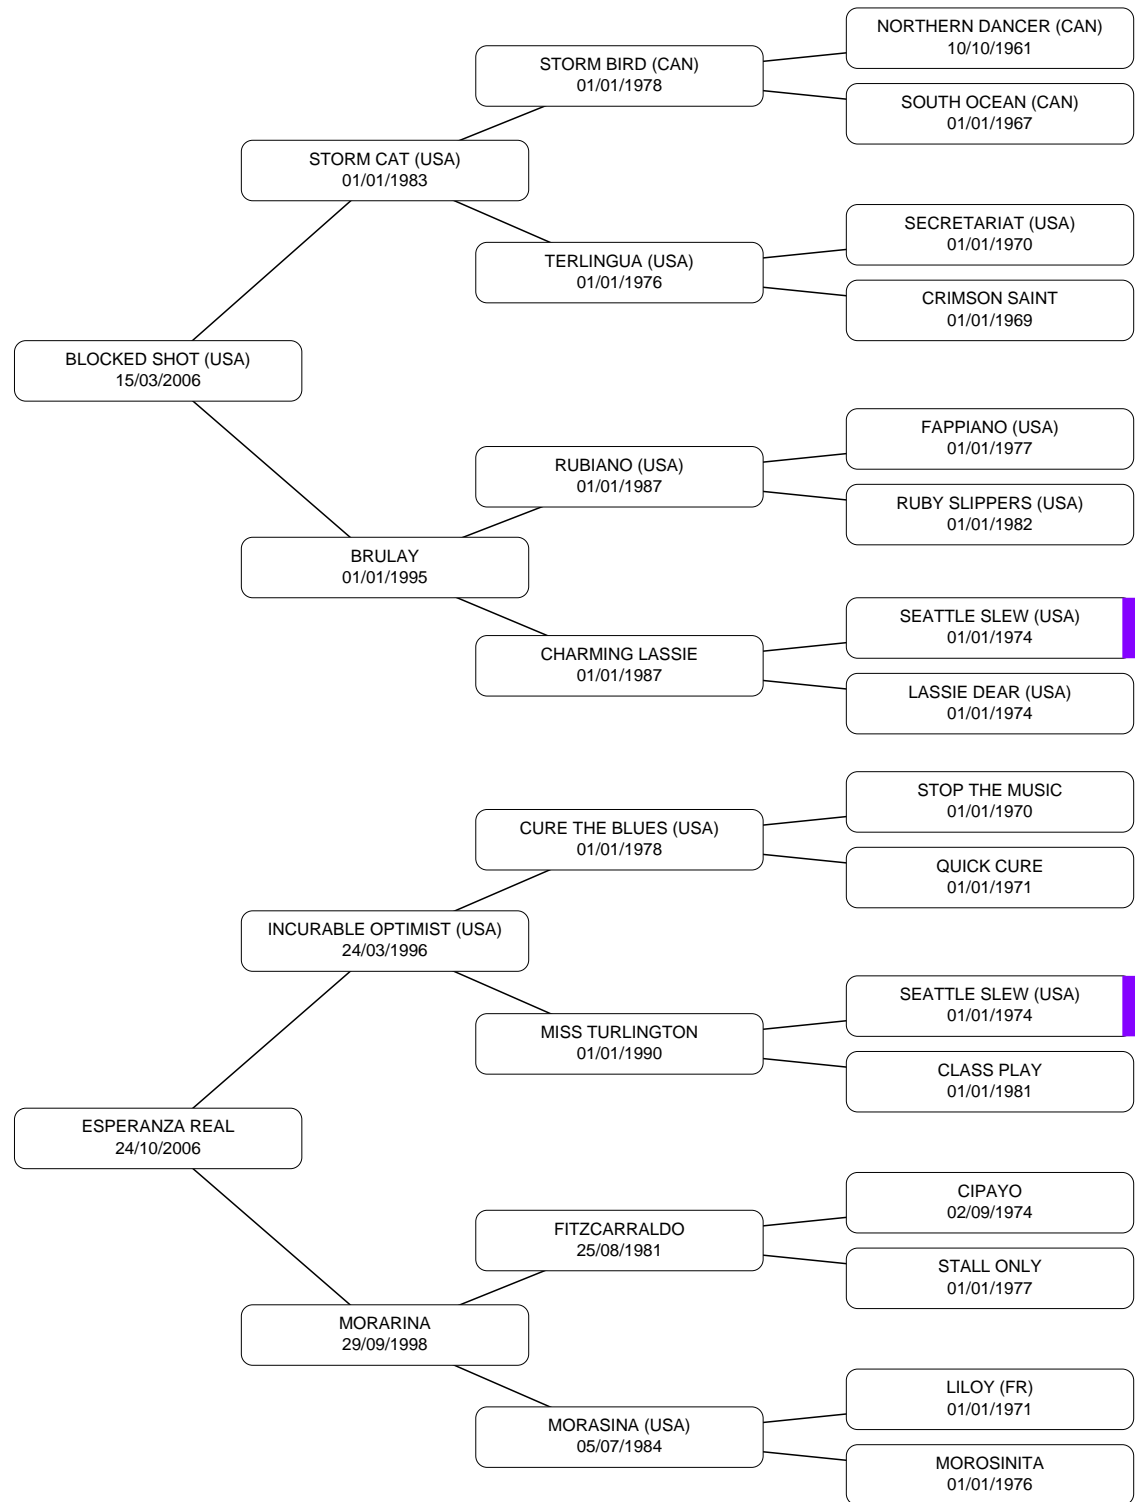 NORTHERN DANCER (CAN)
10/10/1961
STORM BIRD (CAN)
01/01/1978
SOUTH OCEAN (CAN)
01/01/1967
STORM CAT (USA)
01/01/1983
SECRETARIAT (USA)
01/01/1970
TERLINGUA (USA)
01/01/1976
CRIMSON SAINT
01/01/1969
BLOCKED SHOT (USA)
15/03/2006
FAPPIANO (USA)
01/01/1977
RUBIANO (USA)
01/01/1987
RUBY SLIPPERS (USA)
01/01/1982
BRULAY
01/01/1995
SEATTLE SLEW (USA)
01/01/1974
CHARMING LASSIE
01/01/1987
LASSIE DEAR (USA)
01/01/1974
STOP THE MUSIC
01/01/1970
CURE THE BLUES (USA)
01/01/1978
QUICK CURE
01/01/1971
INCURABLE OPTIMIST (USA)
24/03/1996
SEATTLE SLEW (USA)
01/01/1974
MISS TURLINGTON
01/01/1990
CLASS PLAY
01/01/1981
ESPERANZA REAL
24/10/2006
CIPAYO
02/09/1974
FITZCARRALDO
25/08/1981
STALL ONLY
01/01/1977
MORARINA
29/09/1998
LILOY (FR)
01/01/1971
MORASINA (USA)
05/07/1984
MOROSINITA
01/01/1976